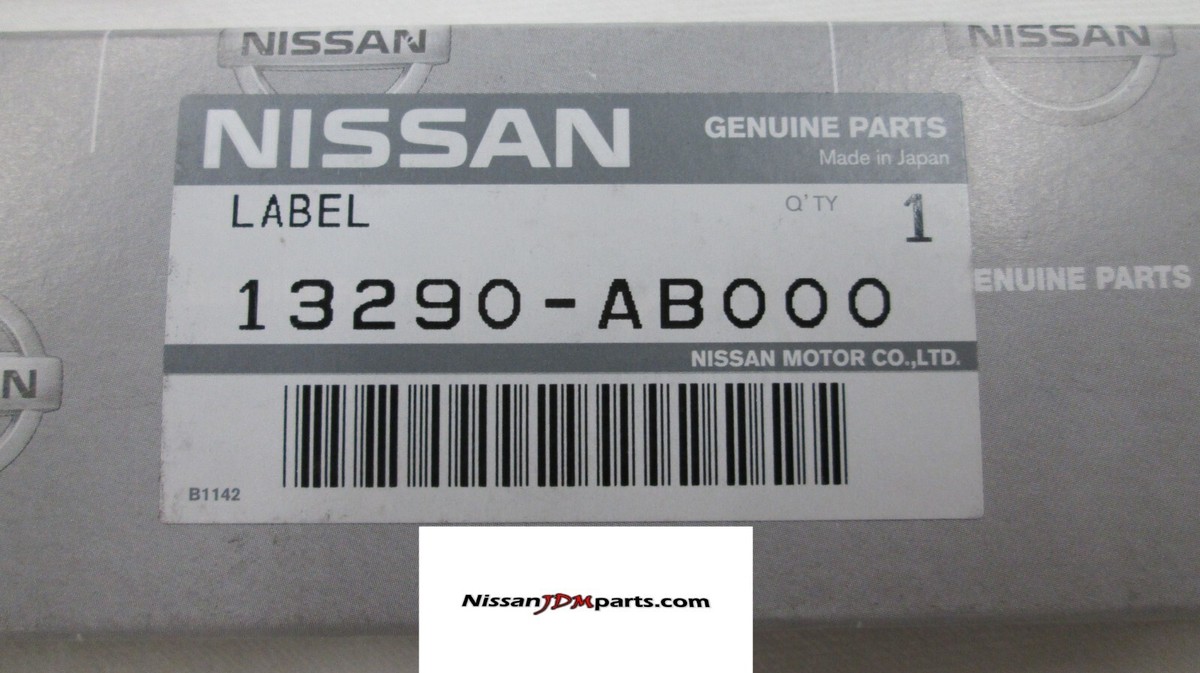 NISSAN
NISSAN
NISSAN
GENUINE PARTS
Made in Japan
LABEL
Q'TY
1
13290-AB000
ENUINE PARTS
NISSAN MOTOR CO.,LTD.
N
B1142
NissanJDMparts.com